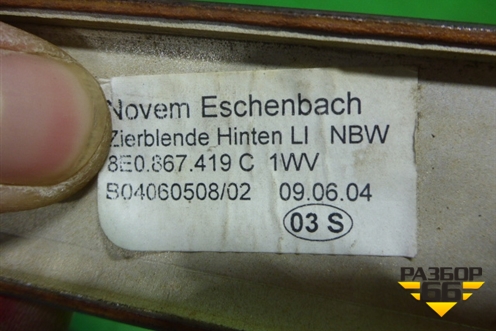 Novem Eschenbach
Zierblende Hinten LI NBW
8E0.867.419 C 1WV
B04060508/02 09.06.04
03 S
РАЗБОР
66